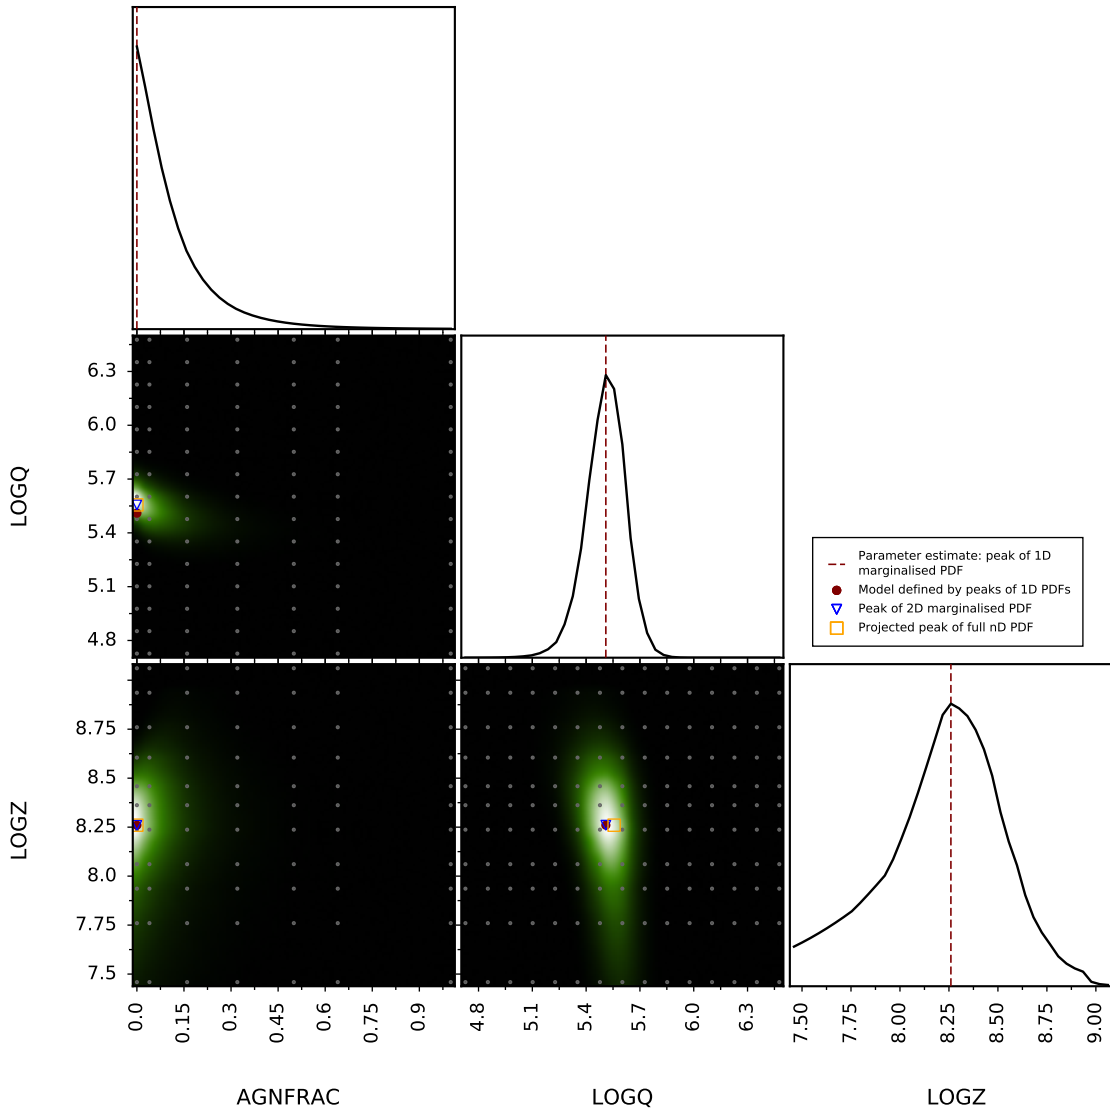 6.3
6.0
5.7
5.4
5.1
4.8
LOGQ
Parameter estimate: peak of 1D
marginalised PDF
Model defined by peaks of 1D PDFs
Peak of 2D marginalised PDF
Projected peak of full nD PDF
8.75
8.5
8.25
8.0
7.75
7.5
LOGZ
0.0 0.15 0.3 0.45 0.6 0.75 0.9
4.8 5.1 5.4 5.7 6.0 6.3
7.50 7.75 8.00 8.25 8.50 8.75 9.00
AGNFRAC LOGQ LOGZ